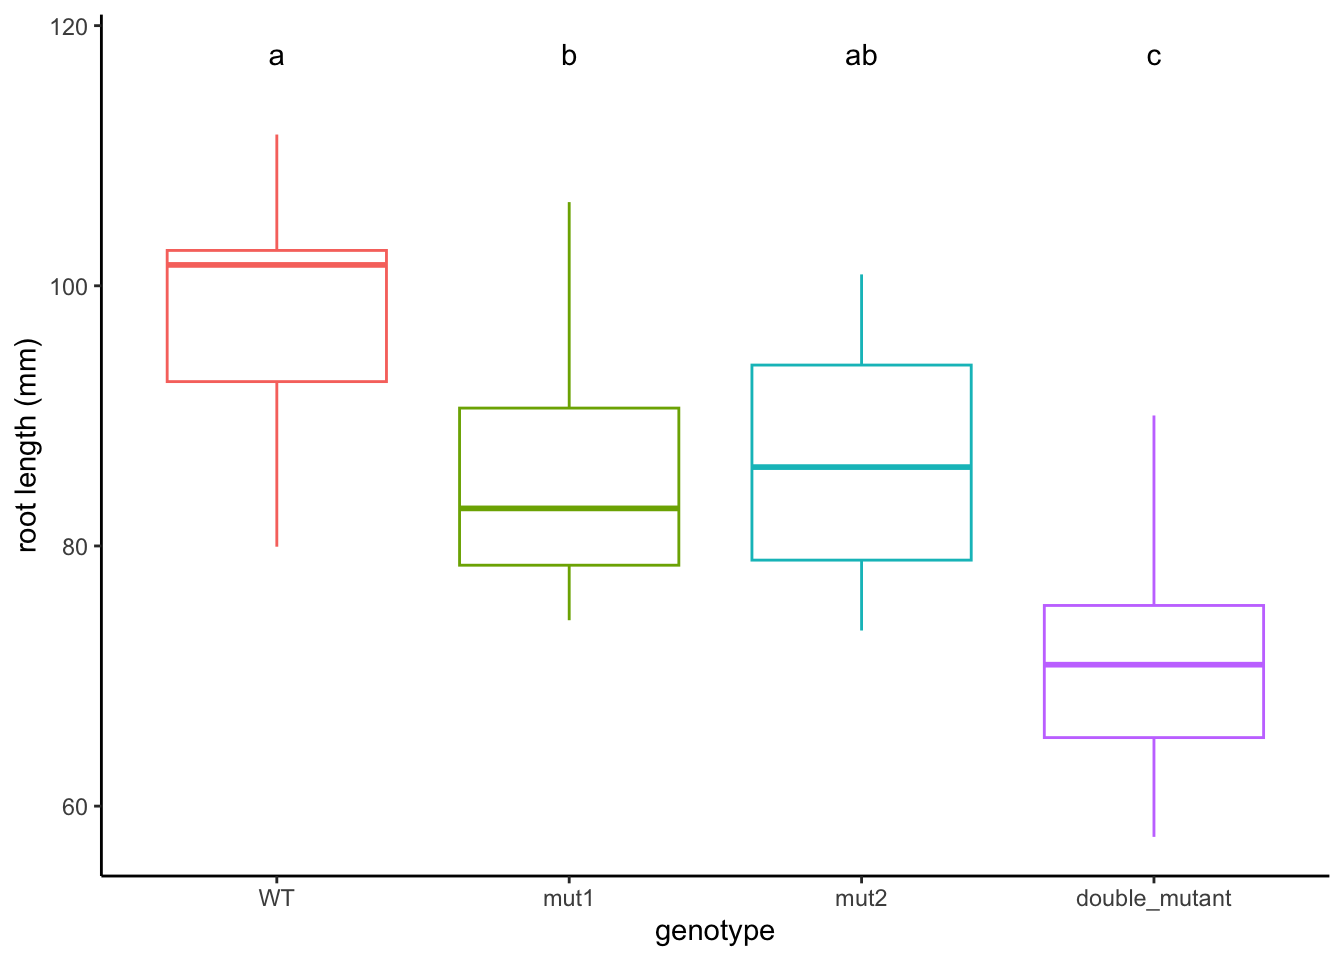 120
a b ab c
100
80
60
root length (mm)
WT mut1 mut2 double_mutant
genotype